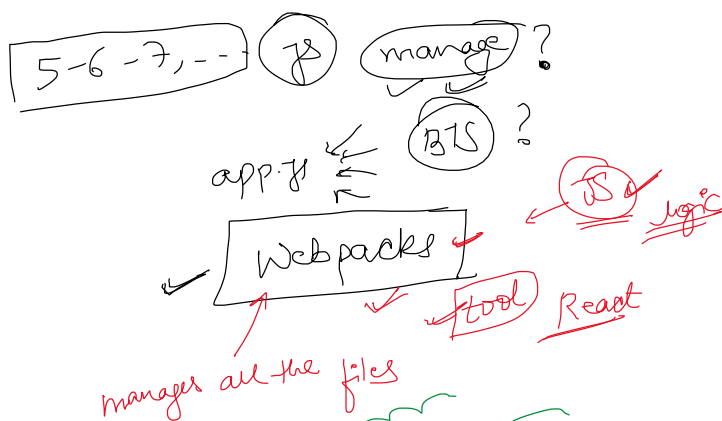 5-6-7,--- js manage ?
BTS ?
app.js
JS logic
Webpacks
tool React
manages all the files